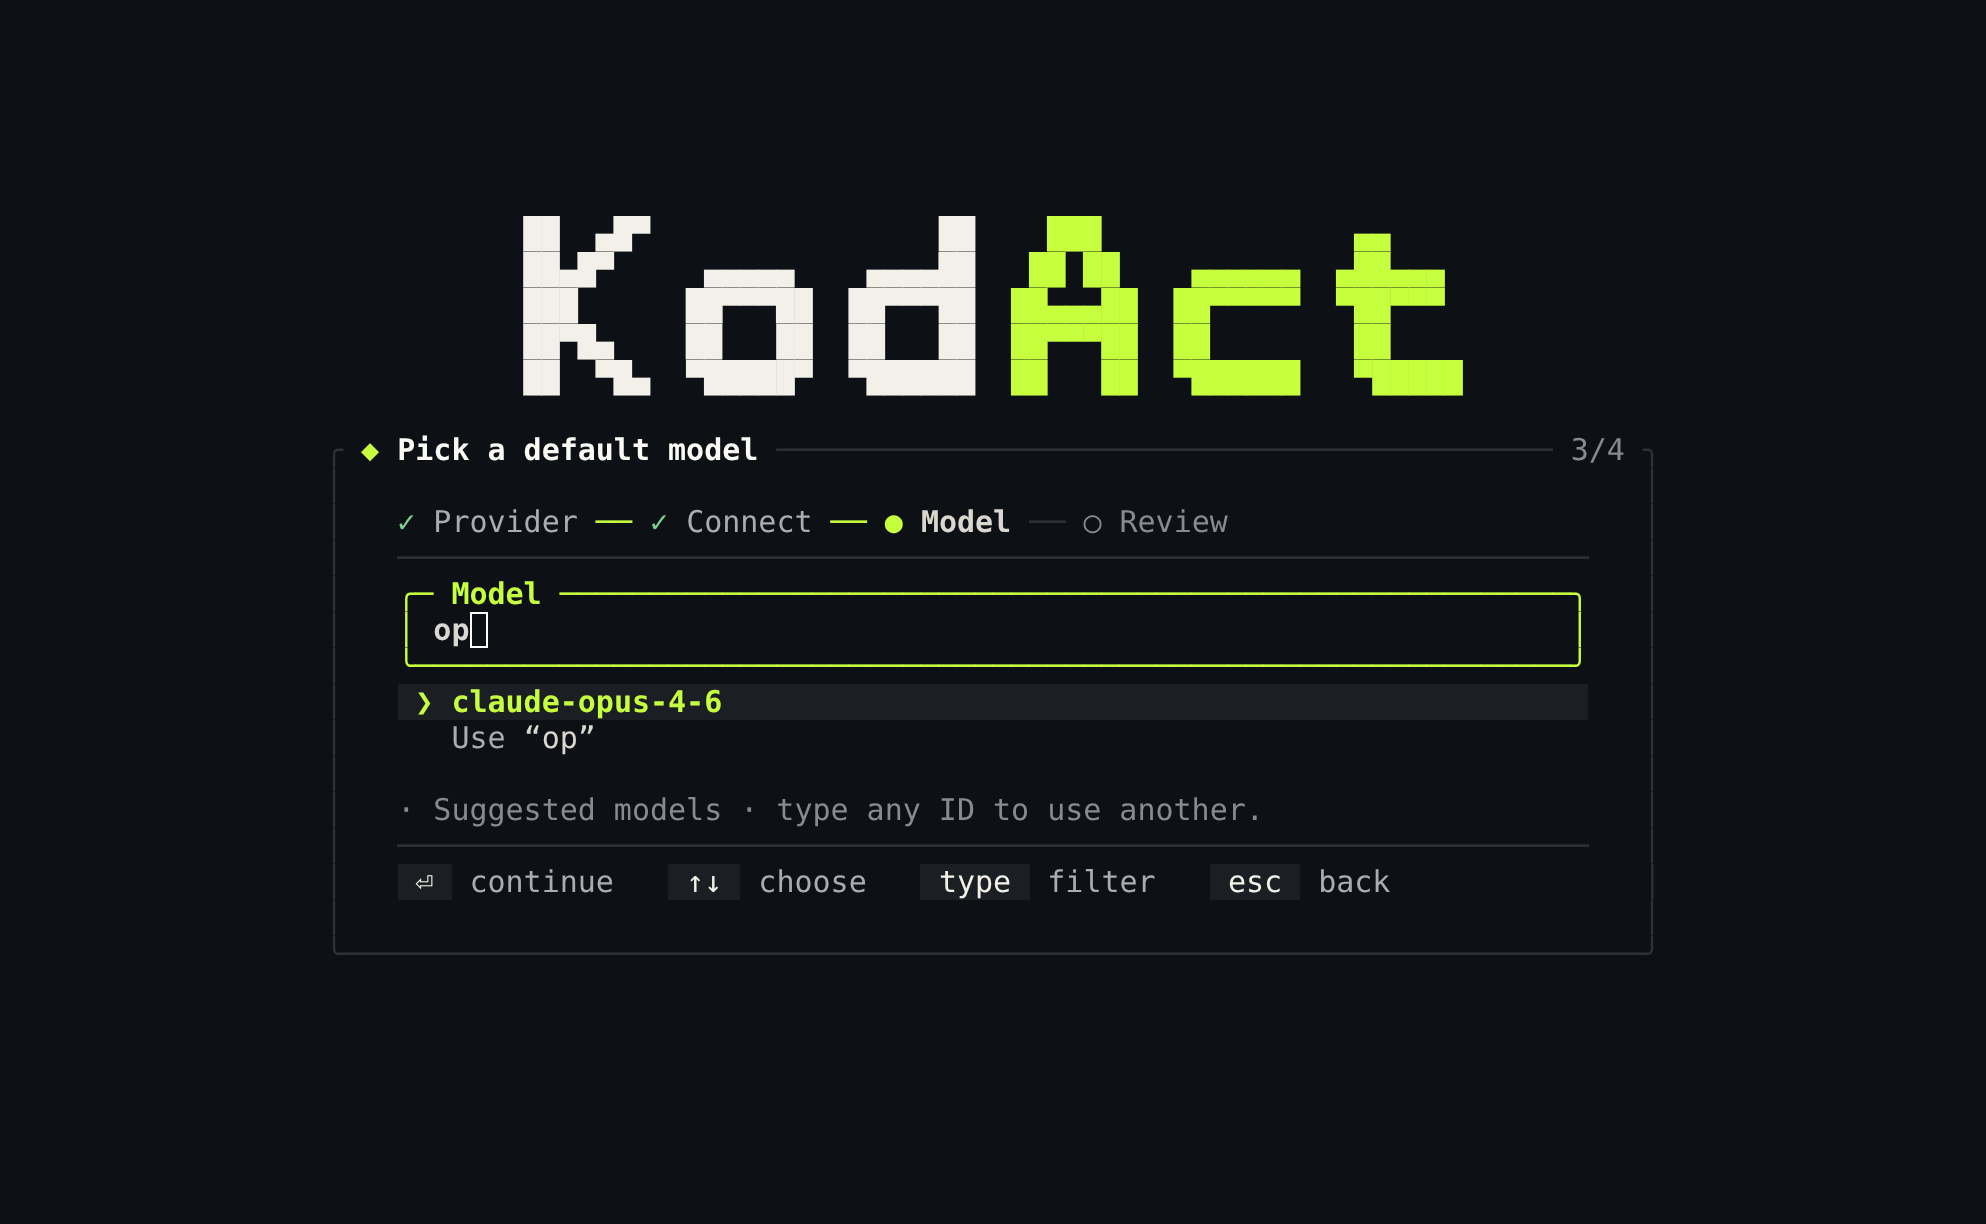 KodAct
◆ Pick a default model 3/4
✓ Provider ── ✓ Connect ── ● Model ── ○ Review
Model
op
❯ claude-opus-4-6
Use “op”
· Suggested models · type any ID to use another.
⏎ continue ↑↓ choose type filter esc back